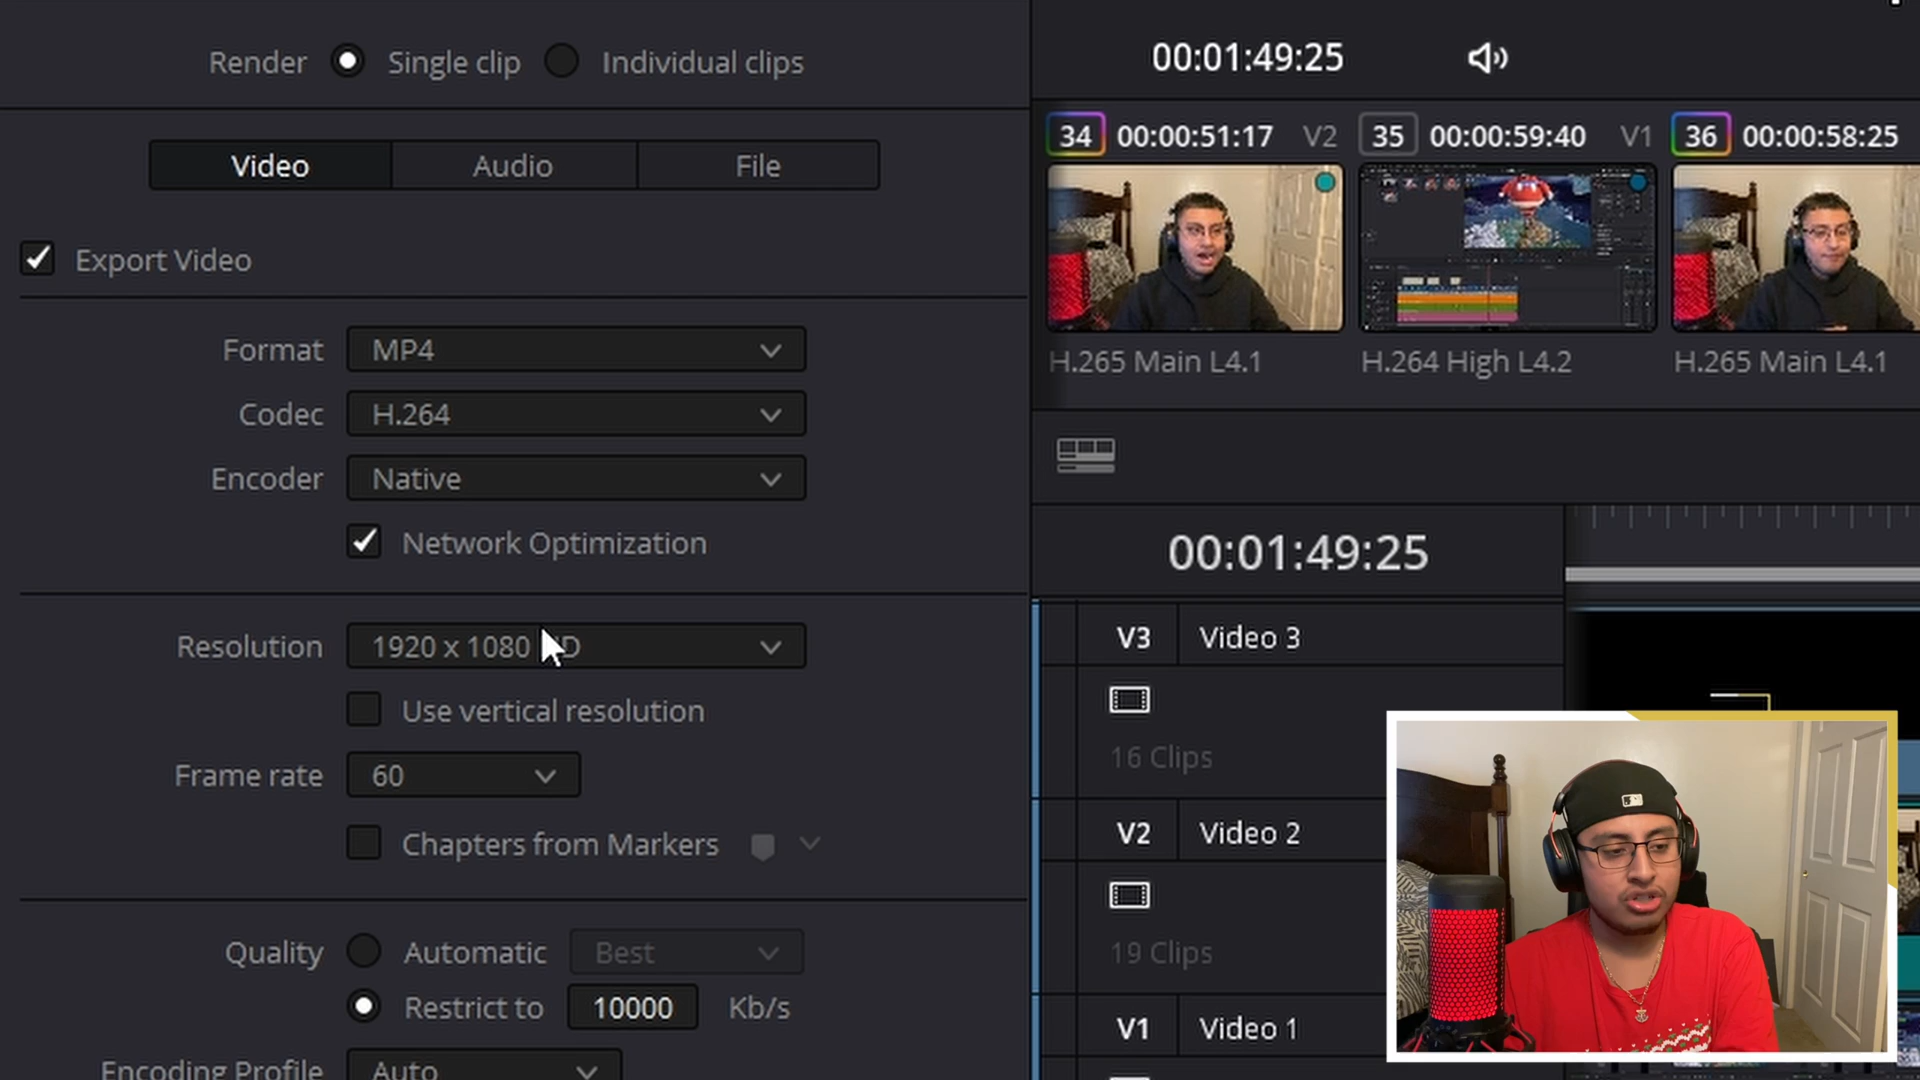 Render Single clip Individual clips
Video Audio File
Export Video
Format MP4
Codec H.264
Encoder Native
Network Optimization
Resolution 1920 x 1080 HD
Use vertical resolution
Frame rate 60
Chapters from Markers
Quality Automatic Best
Restrict to 10000 Kb/s
Encoding Profile Auto
00:01:49:25
34 00:00:51:17 V2 35 00:00:59:40 V1 36 00:00:58:25
H.265 Main L4.1 H.264 High L4.2 H.265 Main L4.1
00:01:49:25
V3 Video 3
16 Clips
V2 Video 2
19 Clips
V1 Video 1